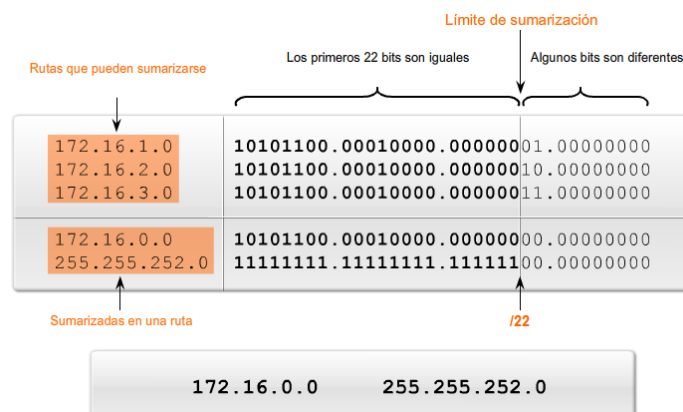 Límite de sumarización
Rutas que pueden sumarizarse
Los primeros 22 bits son iguales
Algunos bits son diferentes
172.16.1.0 10101100.00010000.00000001.00000000
172.16.2.0 10101100.00010000.00000010.00000000
172.16.3.0 10101100.00010000.00000011.00000000
172.16.0.0 10101100.00010000.00000000.00000000
255.255.252.0 11111111.11111111.11111100.00000000
Sumarizadas en una ruta
/22
172.16.0.0 255.255.252.0